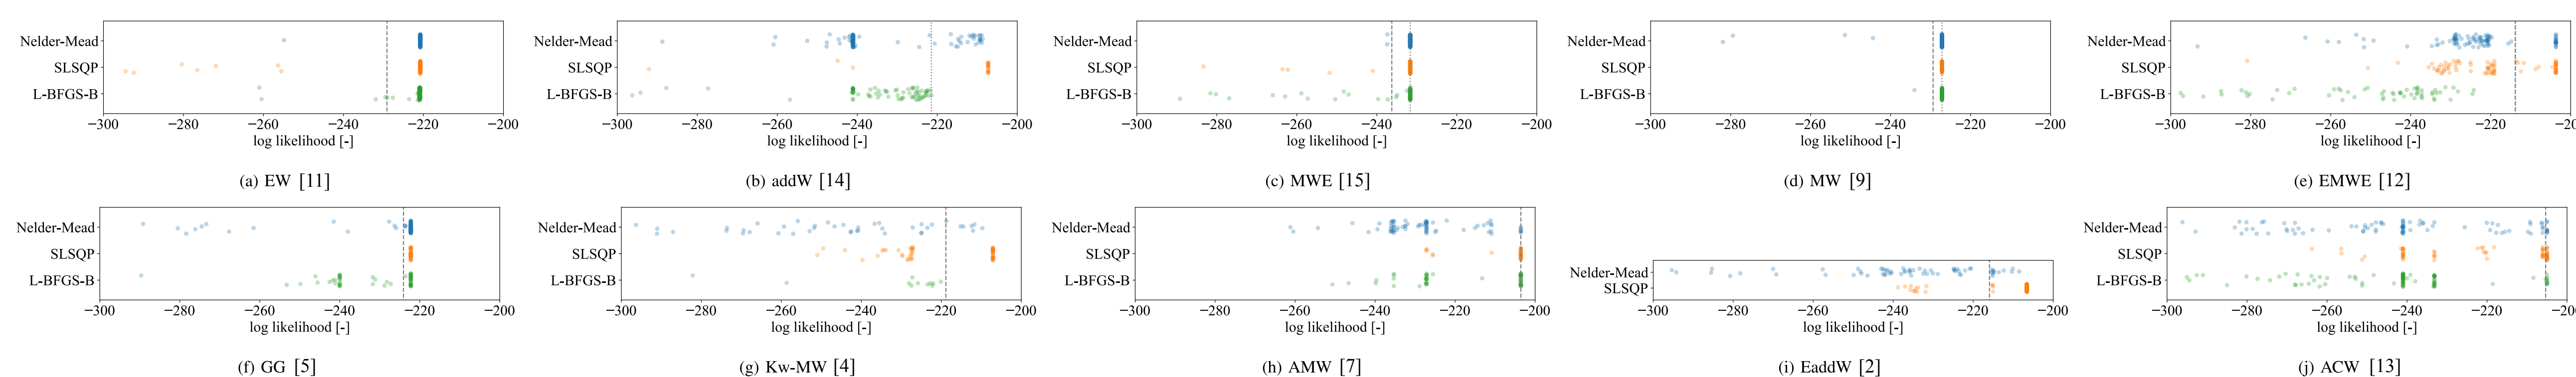 Nelder-Mead
SLSQP
L-BFGS-B
−300 −280 −260 −240 −220 −200
log likelihood [-]
(a) EW [11]
Nelder-Mead
SLSQP
L-BFGS-B
−300 −280 −260 −240 −220 −200
log likelihood [-]
(b) addW [14]
Nelder-Mead
SLSQP
L-BFGS-B
−300 −280 −260 −240 −220 −200
log likelihood [-]
(c) MWE [15]
Nelder-Mead
SLSQP
L-BFGS-B
−300 −280 −260 −240 −220 −200
log likelihood [-]
(d) MW [9]
Nelder-Mead
SLSQP
L-BFGS-B
−300 −280 −260 −240 −220 −20
log likelihood [-]
(e) EMWE [12]
Nelder-Mead
SLSQP
L-BFGS-B
−300 −280 −260 −240 −220 −200
log likelihood [-]
(f) GG [5]
Nelder-Mead
SLSQP
L-BFGS-B
−300 −280 −260 −240 −220 −200
log likelihood [-]
(g) Kw-MW [4]
Nelder-Mead
SLSQP
L-BFGS-B
−300 −280 −260 −240 −220 −200
log likelihood [-]
(h) AMW [7]
Nelder-Mead
SLSQP
−300 −280 −260 −240 −220 −200
log likelihood [-]
(i) EaddW [2]
Nelder-Mead
SLSQP
L-BFGS-B
−300 −280 −260 −240 −220 −20
log likelihood [-]
(j) ACW [13]